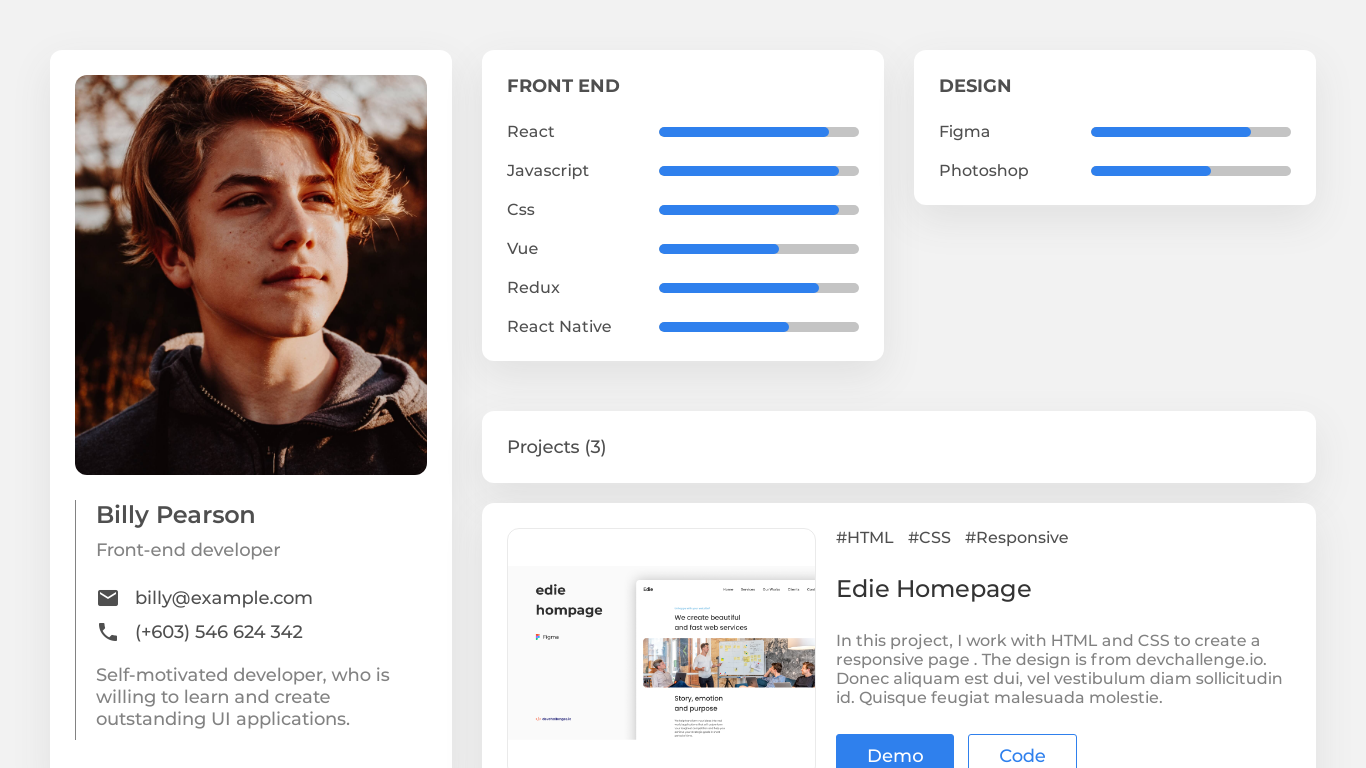 Billy Pearson
Front-end developer
billy@example.com
(+603) 546 624 342
Self-motivated developer, who is
willing to learn and create
outstanding UI applications.
FRONT END
React
Javascript
Css
Vue
Redux
React Native
DESIGN
Figma
Photoshop
Projects (3)
edie
hompage
Figma
Edie
Home Services Our Works Clients
We create beautiful
and fast web services
Story, emotion
and purpose
#HTML #CSS #Responsive
Edie Homepage
In this project, I work with HTML and CSS to create a
responsive page . The design is from devchallenge.io.
Donec aliquam est dui, vel vestibulum diam sollicitudin
id. Quisque feugiat malesuada molestie.
Demo Code